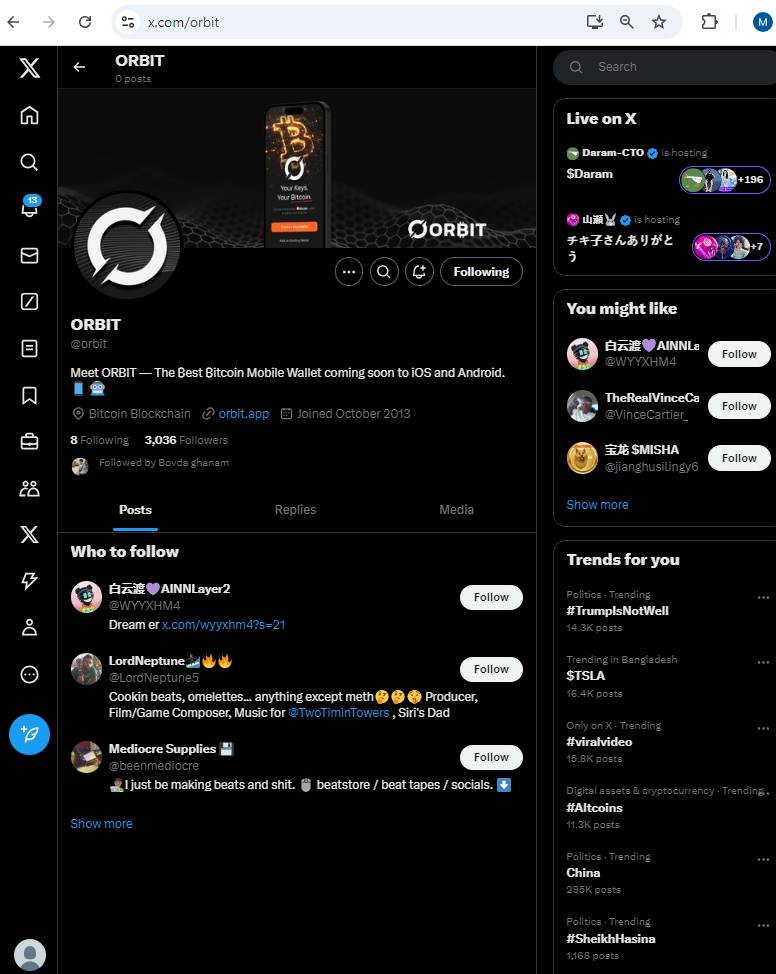 x.com/orbit
M
ORBIT
0 posts
Your Keys.
Your ₿itcoin.
ORBIT
Following
ORBIT
@orbit
Meet ORBIT — The ₿est ₿itcoin Mobile Wallet coming soon to iOS and Android.
Bitcoin Blockchain orbit.app Joined October 2013
8 Following 3,036 Followers
Followed by Bovda ghanam
Posts Replies Media
Who to follow
白云渡💜AINNLayer2
@WYYXHM4
Follow
Dream er x.com/wyyxhm4?s=21
LordNeptune🌊🔥🔥
@LordNeptune5
Follow
Cookin beats, omelettes... anything except meth🤔🤔🤫 Producer,
Film/Game Composer, Music for @TwoTiminTowers , Siri's Dad
Mediocre Supplies 💾
@beenmediocre
Follow
I just be making beats and shit. beatstore / beat tapes / socials. ⬇️
Show more
13
Search
Live on X
Daram-CTO is hosting
$Daram
+196
山瀬🐰 is hosting
チキ子さんありがと
う
+7
You might like
白云渡💜AINNLa
@WYYXHM4
Follow
TheRealVinceCa
@VinceCartier_
Follow
宝龙 $MISHA
@jianghusilingy6
Follow
Show more
Trends for you
Politics · Trending
#TrumpIsNotWell
14.3K posts
Trending in Bangladesh
$TSLA
16.4K posts
Only on X · Trending
#viralvideo
15.8K posts
Digital assets & cryptocurrency · Trending
#Altcoins
11.3K posts
Politics · Trending
China
295K posts
Politics · Trending
#SheikhHasina
1,168 posts